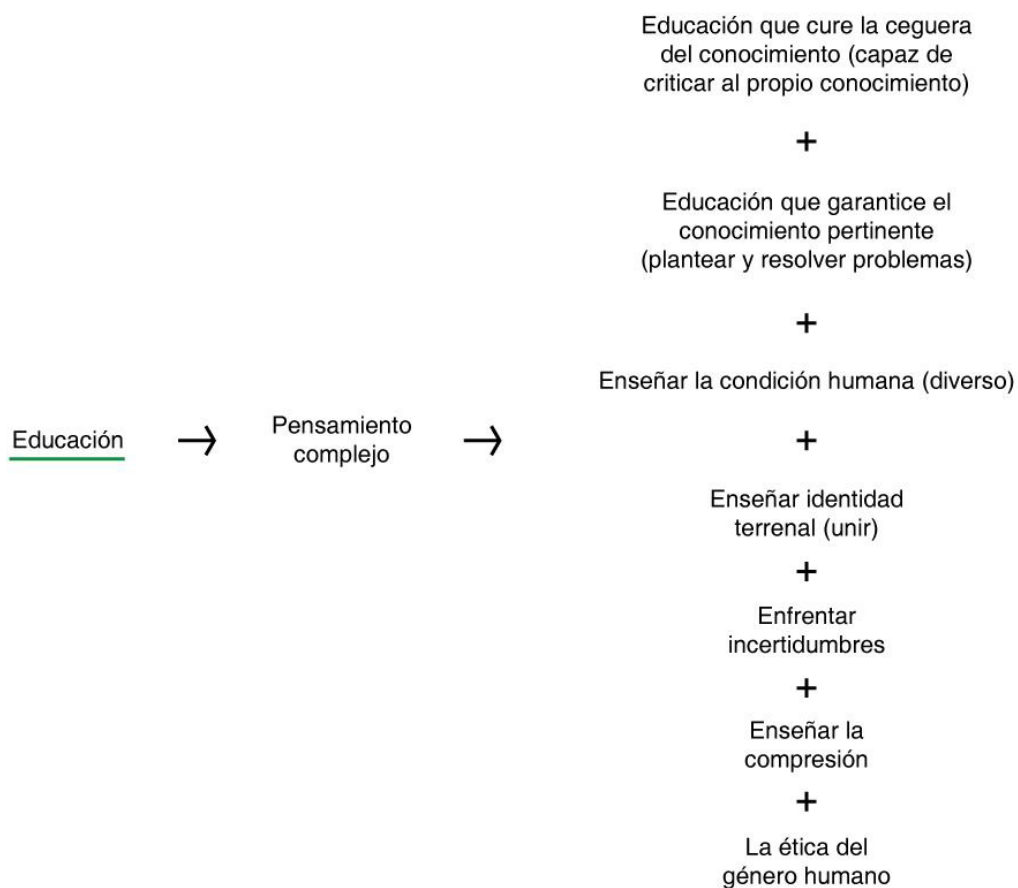 Educación que cure la ceguera
del conocimiento (capaz de
criticar al propio conocimiento)
+
Educación que garantice el
conocimiento pertinente
(plantear y resolver problemas)
+
Enseñar la condición humana (diverso)
Educación → Pensamiento
complejo →
+
Enseñar identidad
terrenal (unir)
+
Enfrentar
incertidumbres
+
Enseñar la
compresión
+
La ética del
género humano